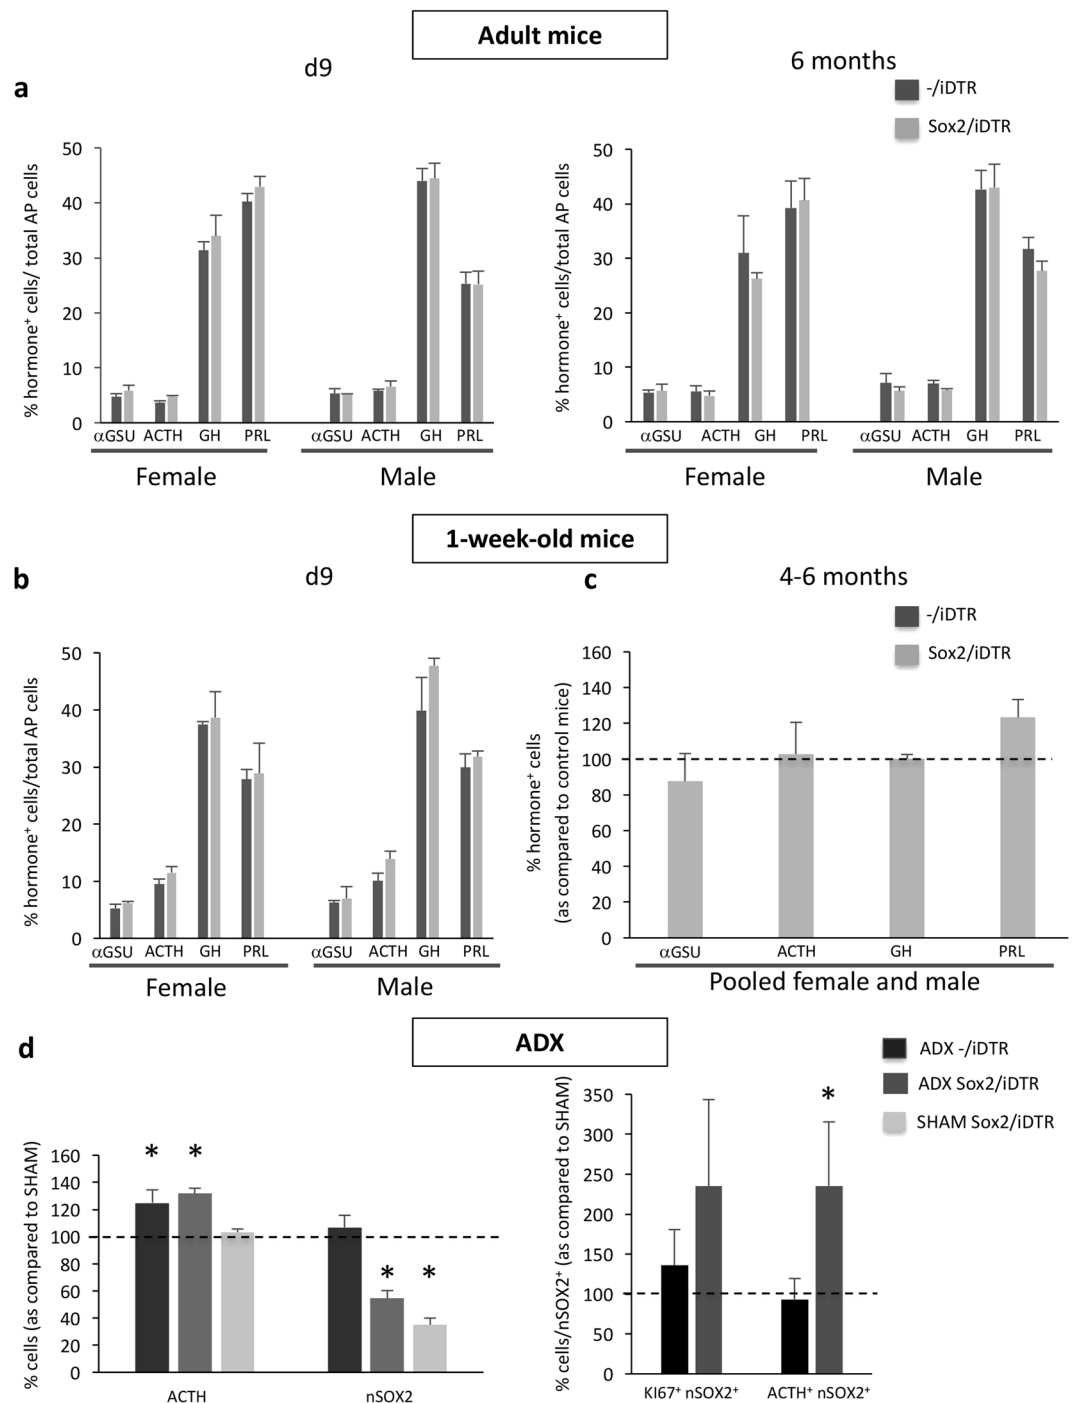 Adult mice
a
d9
6 months
-/iDTR
Sox2/iDTR
% hormone⁺ cells/ total AP cells
50
40
30
20
10
0
αGSU ACTH GH PRL
αGSU ACTH GH PRL
Female
Male
% hormone⁺ cells/total AP cells
50
40
30
20
10
0
αGSU ACTH GH PRL
αGSU ACTH GH PRL
Female
Male
1-week-old mice
b
d9
% hormone⁺ cells/total AP cells
50
40
30
20
10
0
αGSU ACTH GH PRL
αGSU ACTH GH PRL
Female
Male
c
4-6 months
-/iDTR
Sox2/iDTR
% hormone⁺ cells
(as compared to control mice)
160
140
120
100
80
60
40
20
0
αGSU ACTH GH PRL
Pooled female and male
ADX
d
% cells (as compared to SHAM)
160
140
120
100
80
60
40
20
0
* *
* *
ACTH nSOX2
% cells/nSOX2⁺ (as compared to SHAM)
350
300
250
200
150
100
50
0
*
KI67⁺ nSOX2⁺ ACTH⁺ nSOX2⁺
ADX -/iDTR
ADX Sox2/iDTR
SHAM Sox2/iDTR